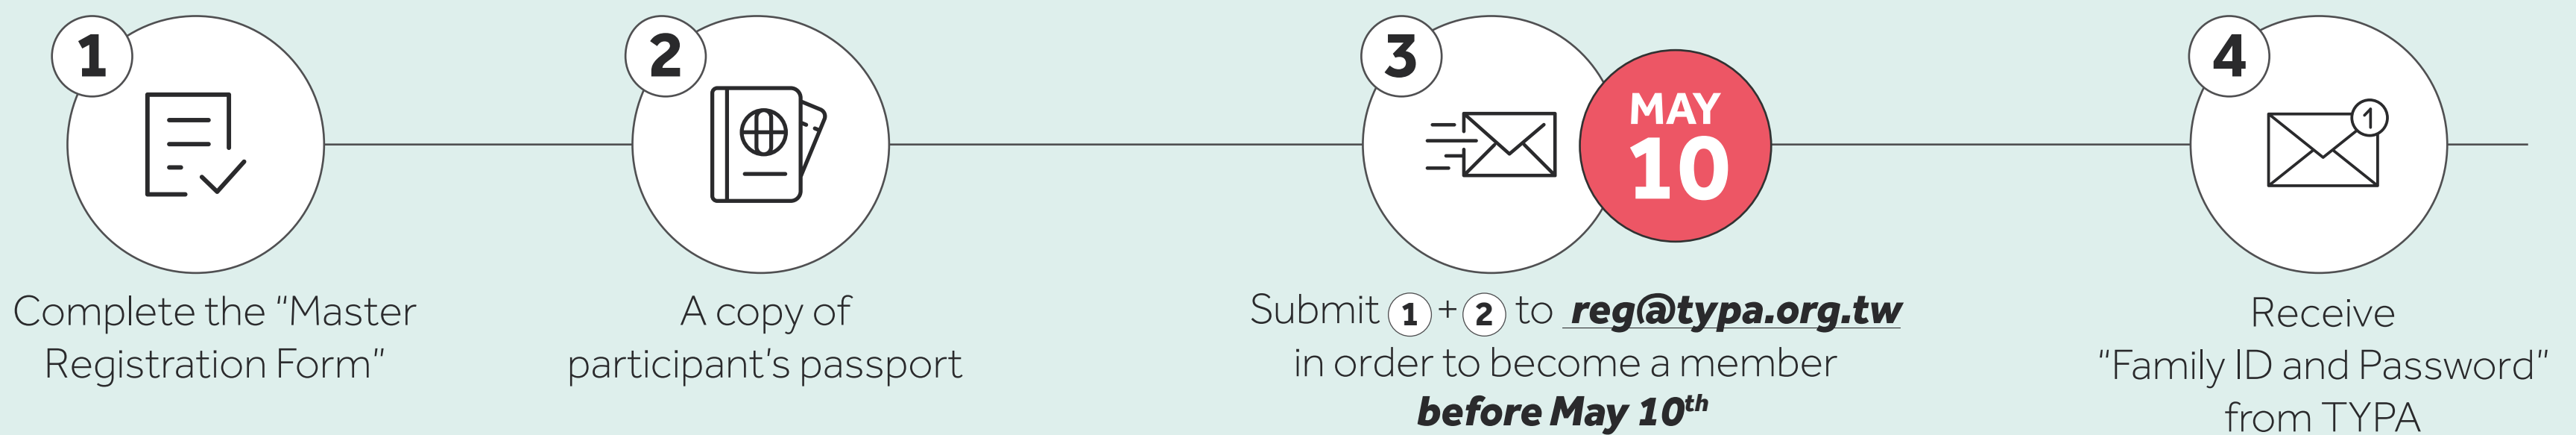 1
Complete the “Master
Registration Form”
2
A copy of
participant’s passport
3
MAY
10
Submit 1 + 2 to reg@typa.org.tw
in order to become a member
before May 10th
4
1
Receive
“Family ID and Password”
from TYPA